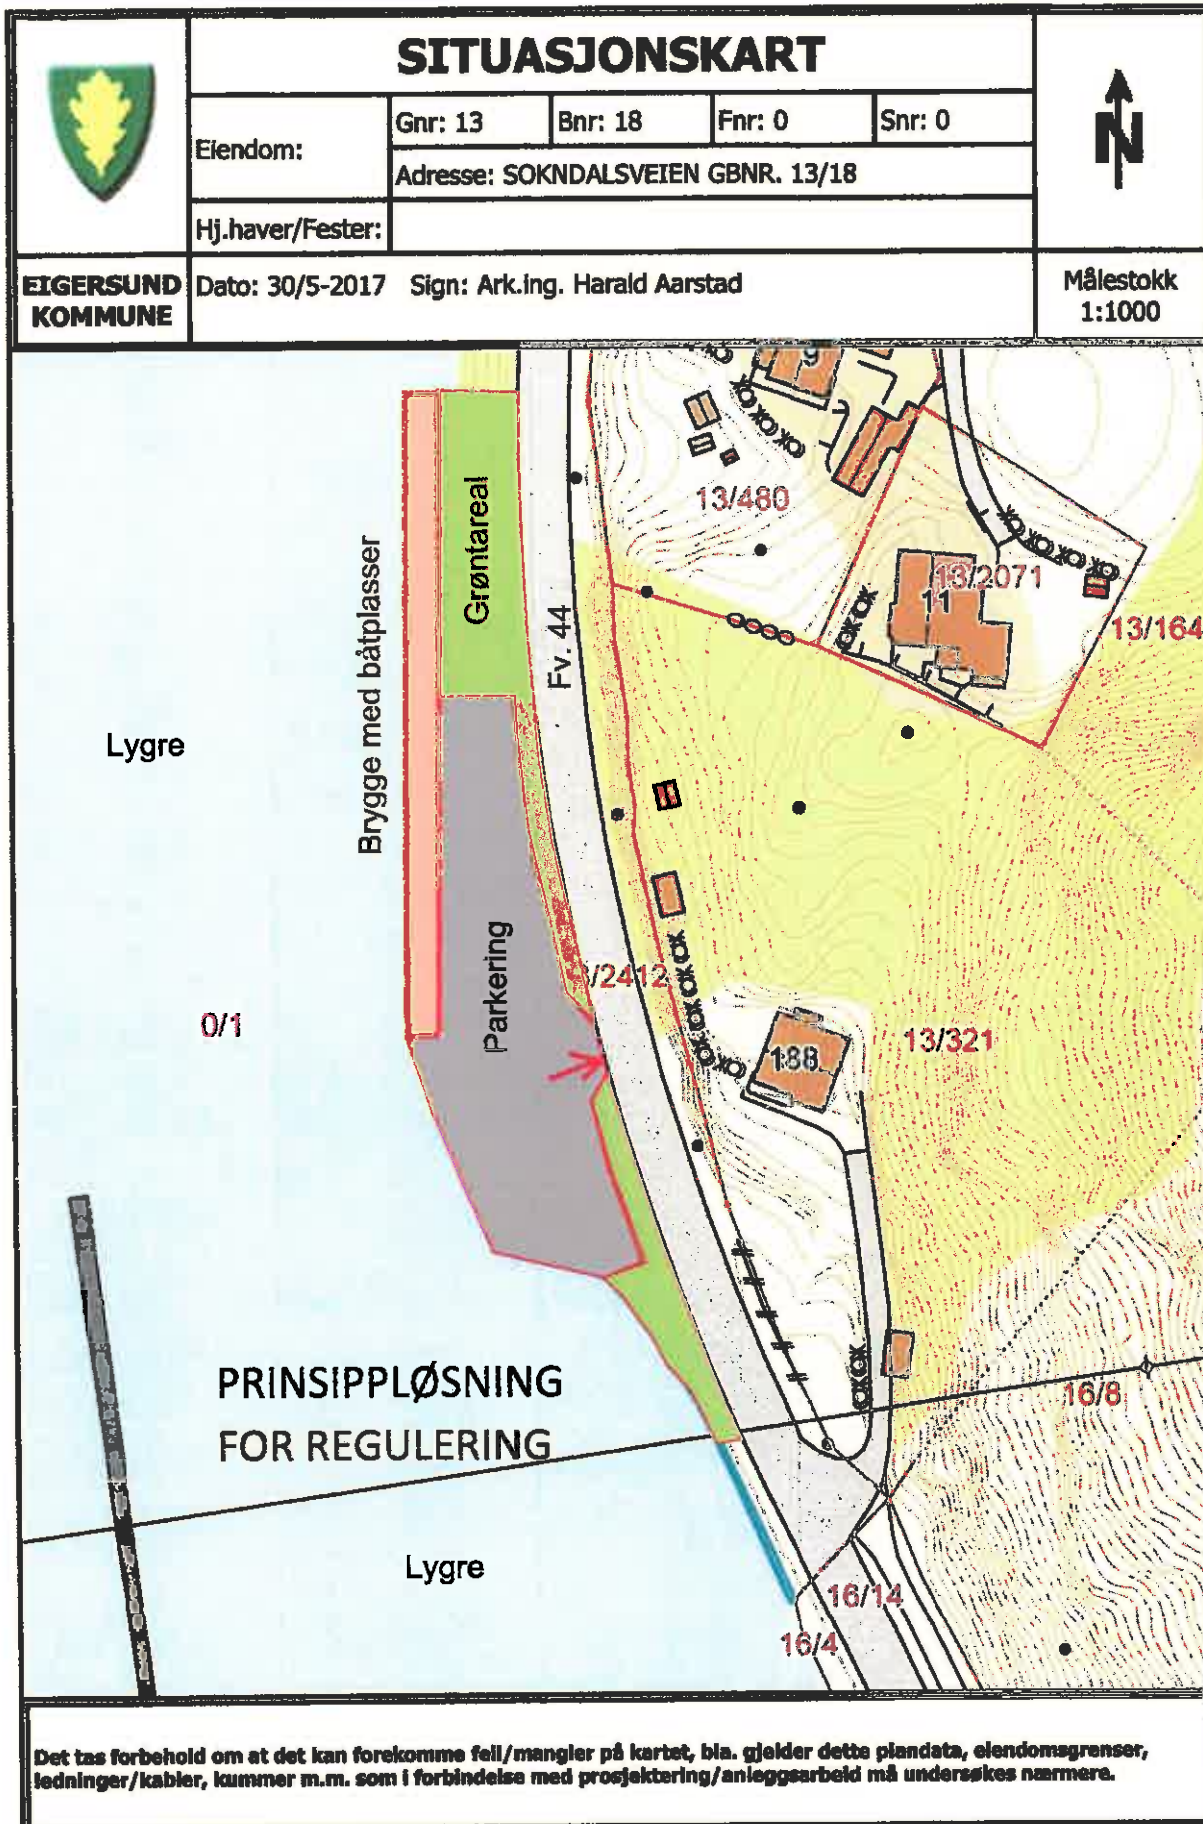 SITUASJONSKART
Eiendom:
Gnr: 13
Bnr: 18
Fnr: 0
Snr: 0
Adresse: SOKNDALSVEIEN GBNR. 13/18
Hj.haver/Fester:
N
EIGERSUND
KOMMUNE
Dato: 30/5-2017 Sign: Ark.ing. Harald Aarstad
Målestokk
1:1000
9
13/480
Grøntareal
13/2071
11
13/164
Fv. 44
Brygge med båtplasser
Lygre
Parkering
/2412
0/1
188
13/321
PRINSIPPLØSNING
FOR REGULERING
16/8
Lygre
16/14
16/4
Det tas forbehold om at det kan forekomme feil/mangler på kartet, bla. gjelder dette plandata, eiendomsgrenser,
ledninger/kabler, kummer m.m. som i forbindelse med prosjektering/anleggsarbeid må undersøkes nærmere.